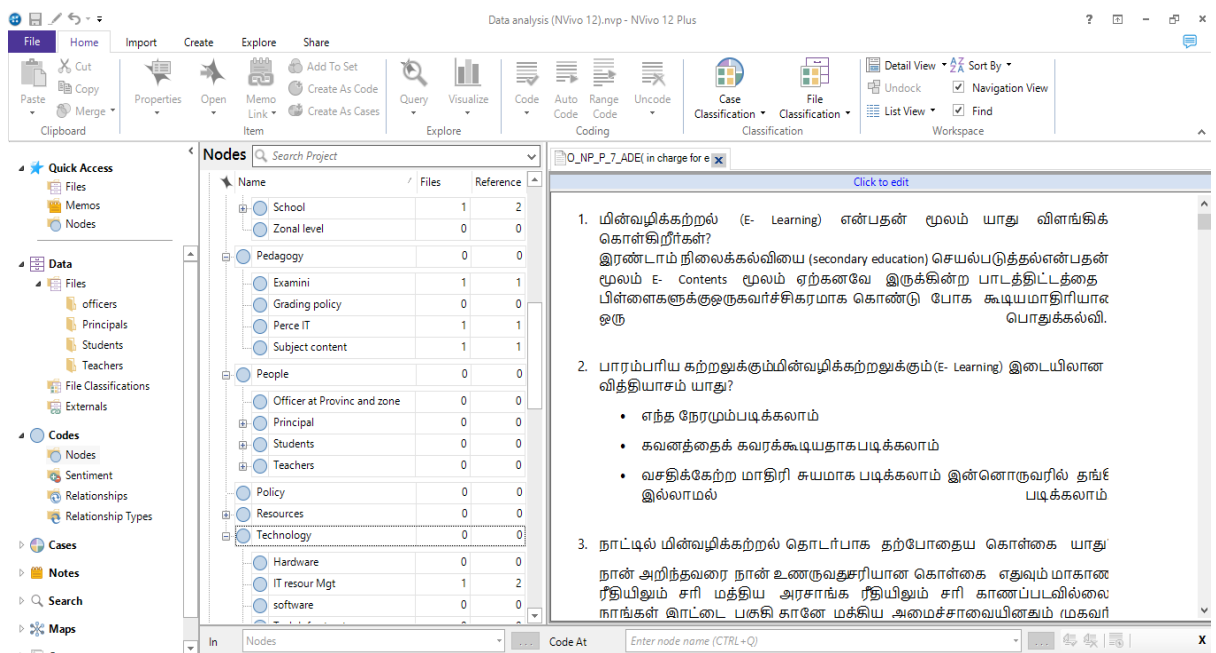 Data analysis (NVivo 12).nvp - NVivo 12 Plus
File Home Import Create Explore Share
Paste
Cut
Copy
Merge
Clipboard
Properties
Open
Memo Link
Add To Set
Create As Code
Create As Cases
Item
Query
Visualize
Explore
Code
Auto Code
Range Code
Uncode
Coding
Case Classification
File Classification
Classification
Detail View
Sort By
Undock
Navigation View
List View
Find
Workspace
Quick Access
Files
Memos
Nodes
Data
Files
officers
Principals
Students
Teachers
File Classifications
Externals
Codes
Nodes
Sentiment
Relationships
Relationship Types
Cases
Notes
Search
Maps
Nodes Search Project
Name Files Reference
School 1 2
Zonal level 0 0
Pedagogy 0 0
Examini 1 1
Grading policy 0 0
Perce IT 1 1
Subject content 1 1
People 0 0
Officer at Provinc and zone 0 0
Principal 0 0
Students 0 0
Teachers 0 0
Policy 0 0
Resources 0 0
Technology 0 0
Hardware 0 0
IT resour Mgt 1 2
software 0 0
O_NP_P_7_ADE( in charge for e
Click to edit
1. மின்வழிக்கற்றல் (E- Learning) என்பதன் மூலம் யாது விளங்கிக்
கொள்கிறீர்கள்?
இரண்டாம் நிலைக்கல்வியை (secondary education) செயல்படுத்தல்என்பதன்
மூலம் E- Contents மூலம் ஏற்கனவே இருக்கின்ற பாடத்திட்டத்தை
பிள்ளைகளுக்குஒருகவர்ச்சிகரமாக கொண்டு போக கூடியமாதிரியான
ஒரு பொதுக்கல்வி.
2. பாரம்பரிய கற்றலுக்கும்மின்வழிக்கற்றலுக்கும்(E- Learning) இடையிலான
வித்தியாசம் யாது?
• எந்த நேரமும்படிக்கலாம்
• கவனத்தைக் கவரக்கூடியதாகபடிக்கலாம்
• வசதிக்கேற்ற மாதிரி சுயமாக படிக்கலாம் இன்னொருவரில்
இல்லாமல் படிக்கலாம்
3. நாட்டில் மின்வழிக்கற்றல் தொடர்பாக தற்போதைய கொள்கை யாது
நான் அறிந்தவரை நான் உணருவதுசரியான கொள்கை எதுவும் மாகாண
ரீதியிலும் சரி மத்திய அரசாங்க ரீதியிலும் சரி காணப்படவில்லை
In Nodes ... Code At Enter node name (CTRL+Q) ... X